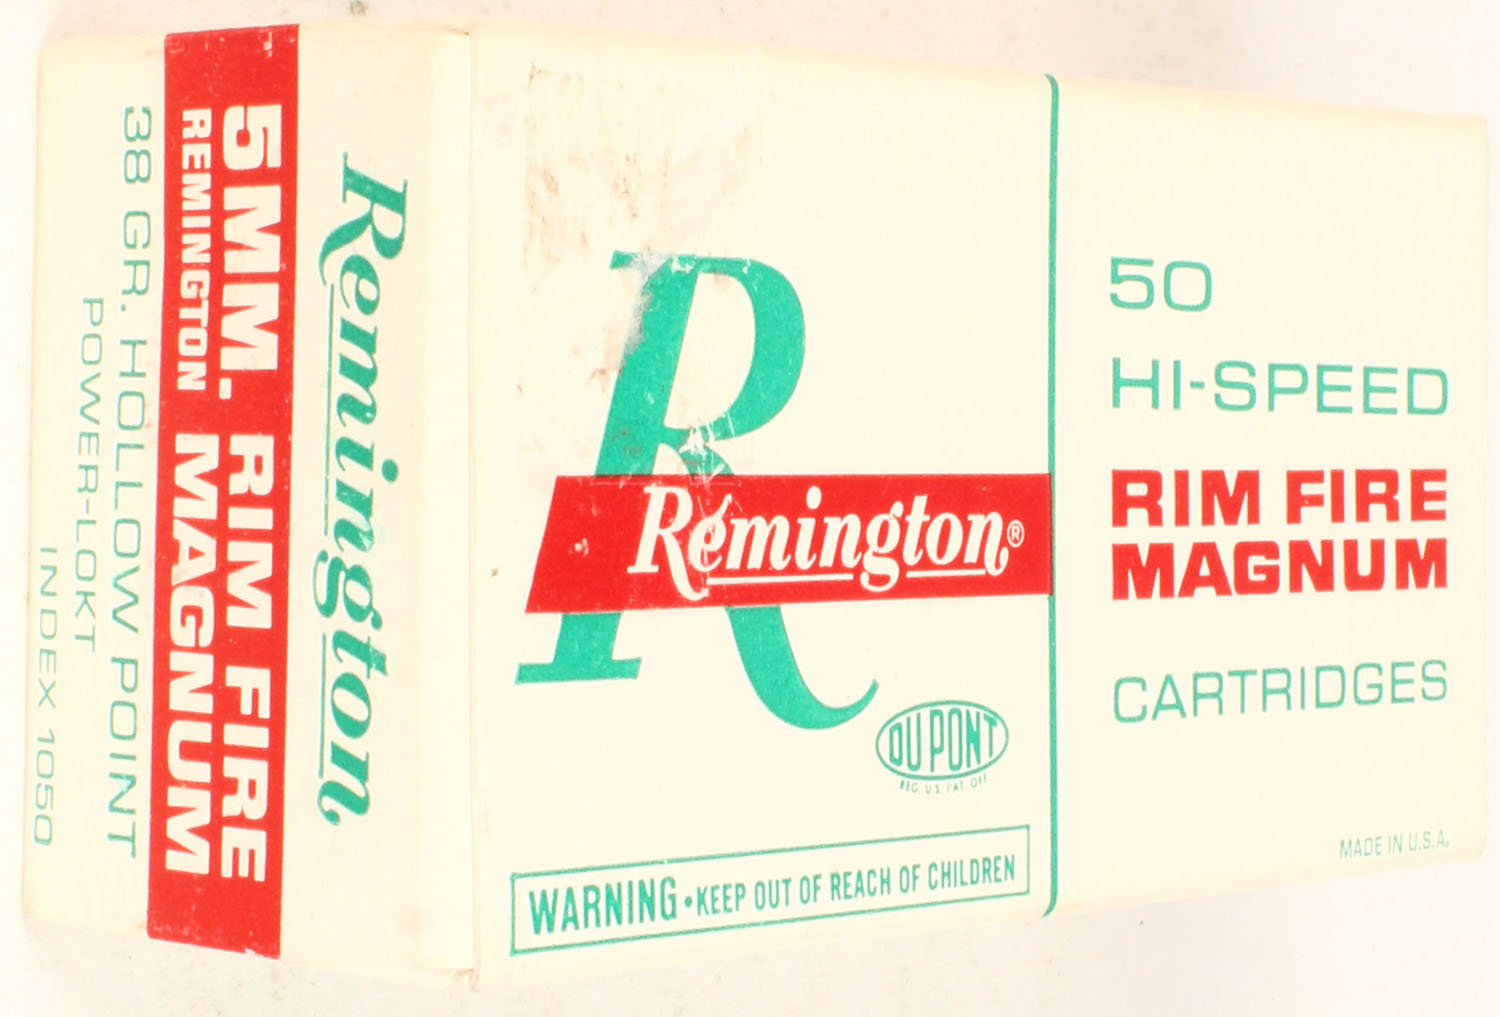 Remington
5MM. RIM FIRE
REMINGTON MAGNUM
38 GR. HOLLOW POINT
POWER-LOKT
INDEX 1050
R
Remington®
DU PONT
REG. U.S. PAT. OFF
WARNING • KEEP OUT OF REACH OF CHILDREN
50
HI-SPEED
RIM FIRE
MAGNUM
CARTRIDGES
MADE IN U.S.A.